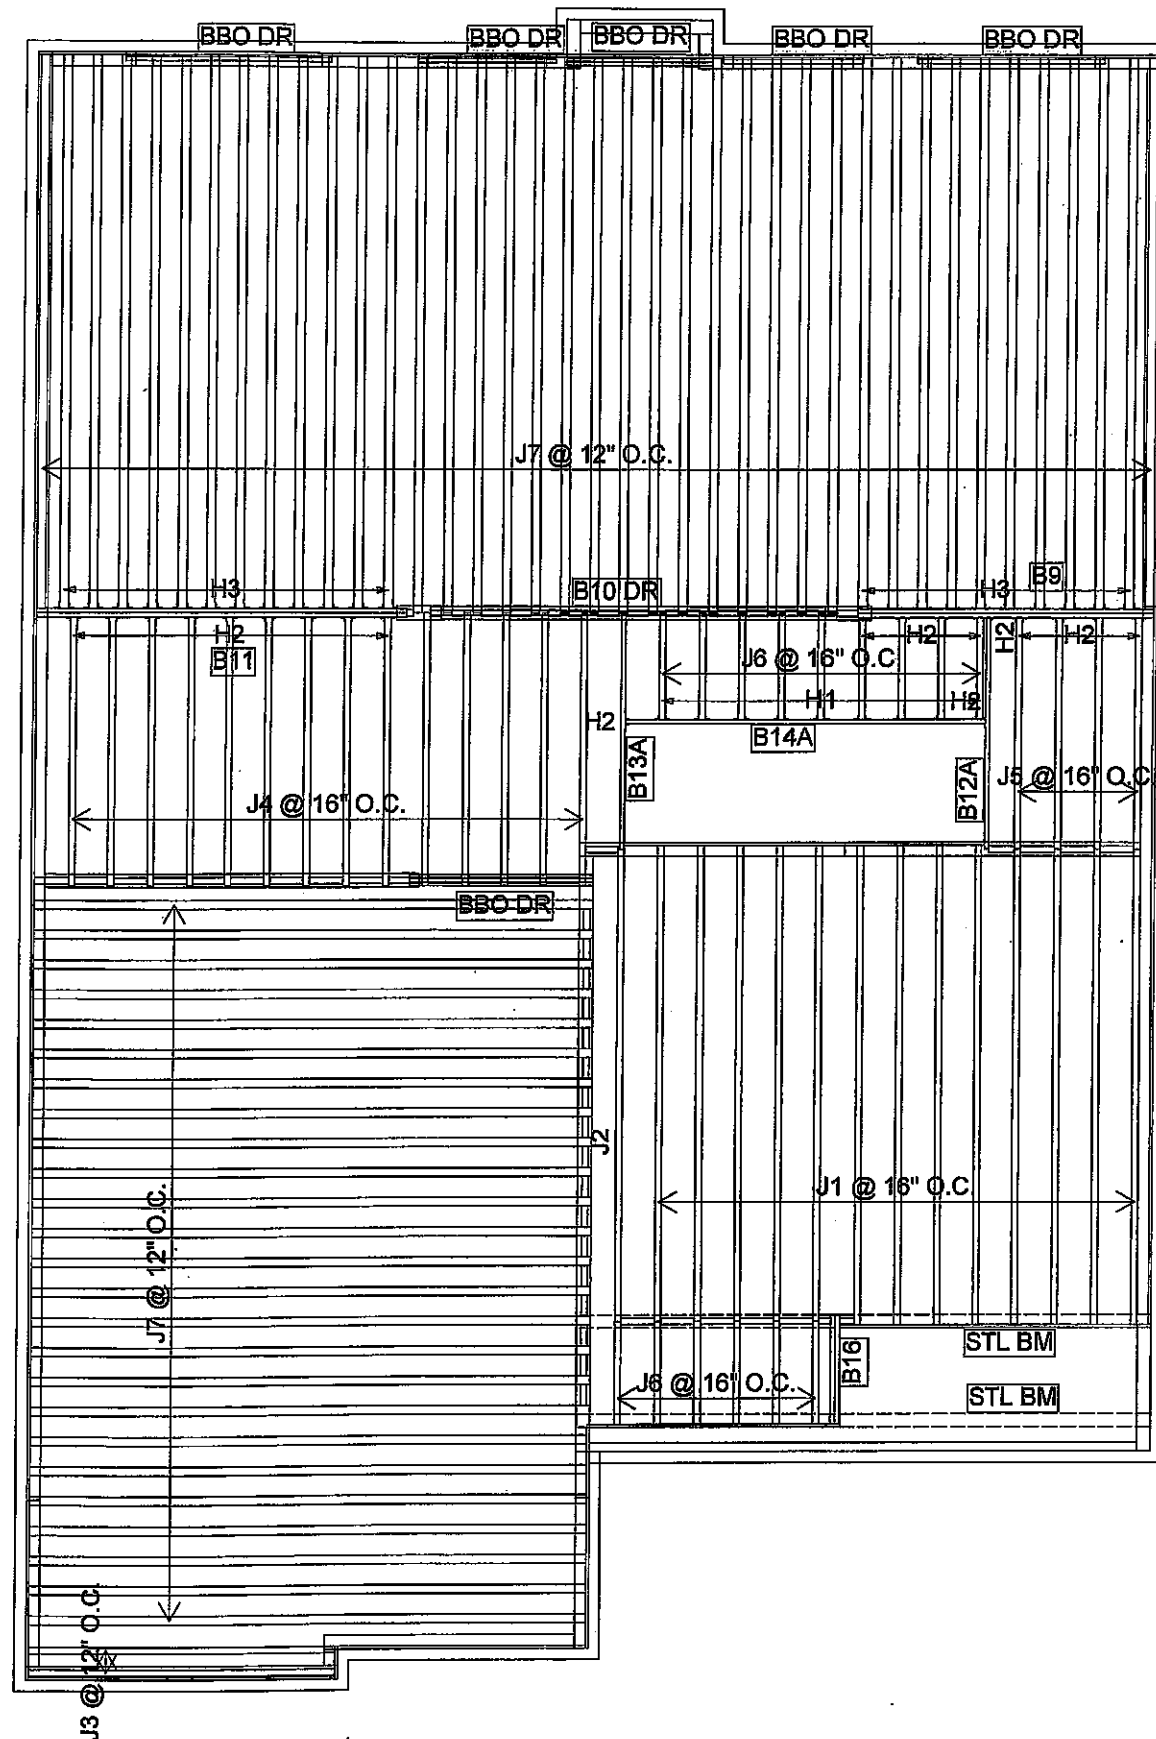 BBO DR
BBO DR
BBO DR
BBO DR
BBO DR
J7 @ 12" O.C.
H3
B10 DR
H3
B9
H2
B11
J6 @ 16" O.C
H2
H2
H2
H1
H2
H2
B14A
B13A
B12A
J5 @ 16" O.C
J4 @ 16" O.C.
BBO DR
J2
J1 @ 16" O.C.
J7 @ 12" O.C.
STL BM
B16
J6 @ 16" O.C.
STL BM
J3 @ 12" O.C.